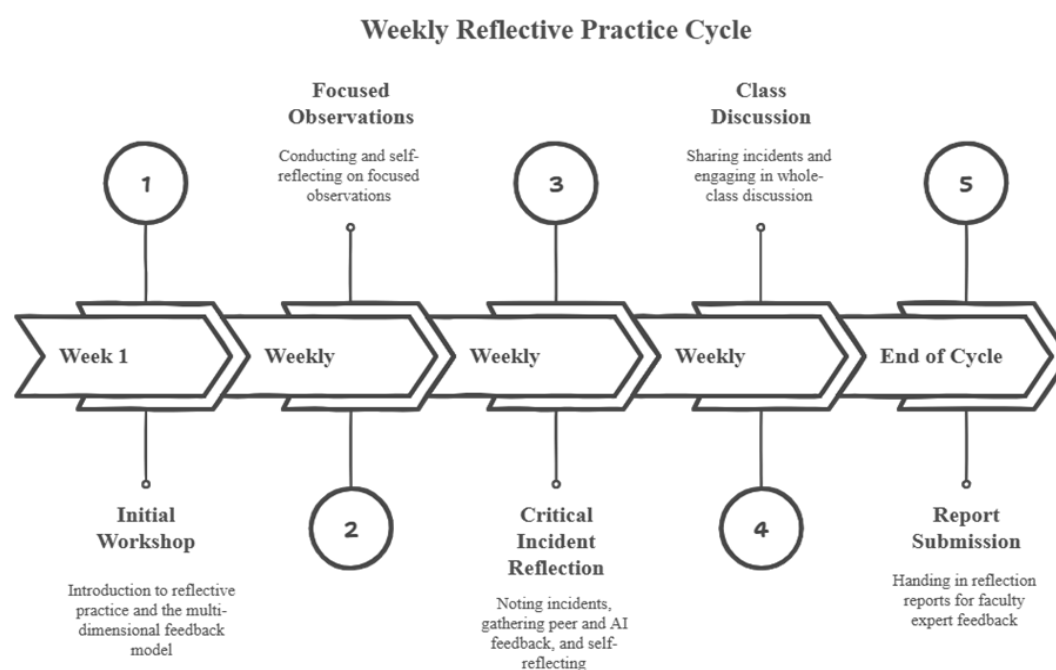 Weekly Reflective Practice Cycle
1
Week 1
Initial
Workshop
Introduction to reflective
practice and the multi-
dimensional feedback
model
Focused
Observations
Conducting and self-
reflecting on focused
observations
Weekly
2
3
Weekly
Critical
Incident
Reflection
Noting incidents,
gathering peer and AI
feedback, and self-
reflecting
Class
Discussion
Sharing incidents and
engaging in whole-
class discussion
Weekly
4
5
End of Cycle
Report
Submission
Handing in reflection
reports for faculty
expert feedback